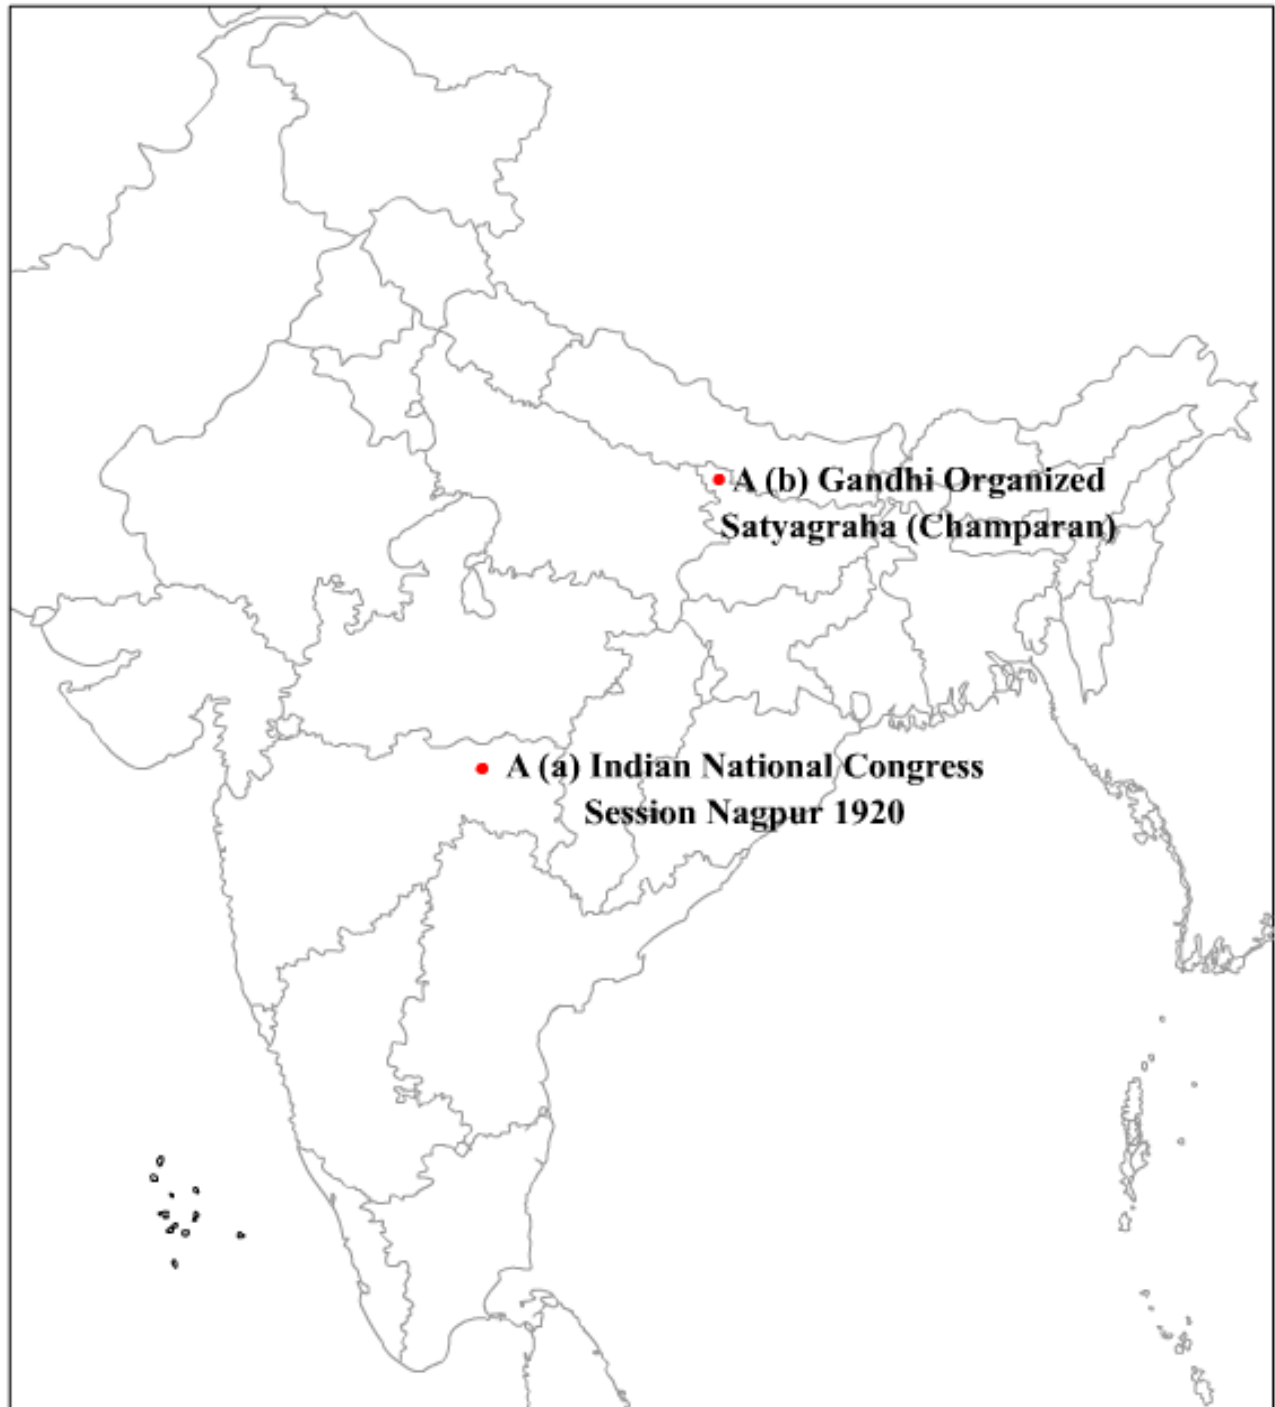 A (b) Gandhi Organized
Satyagraha (Champaran)
A (a) Indian National Congress
Session Nagpur 1920